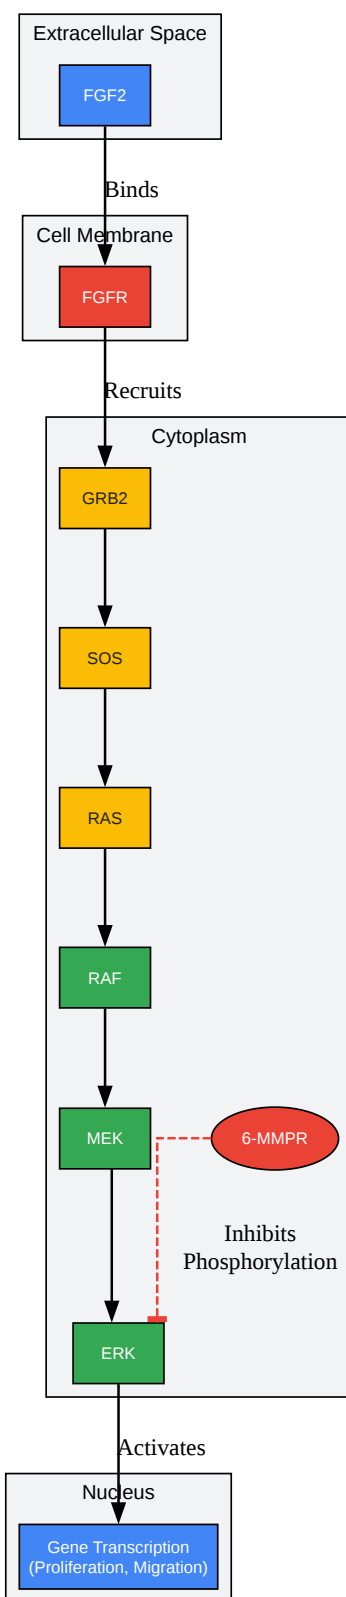 Extracellular Space
FGF2
Binds
Cell Membrane
FGFR
Recruits
Cytoplasm
GRB2
SOS
RAS
RAF
MEK
6-MMPR
Inhibits
Phosphorylation
ERK
Activates
Nucleus
Gene Transcription
(Proliferation, Migration)